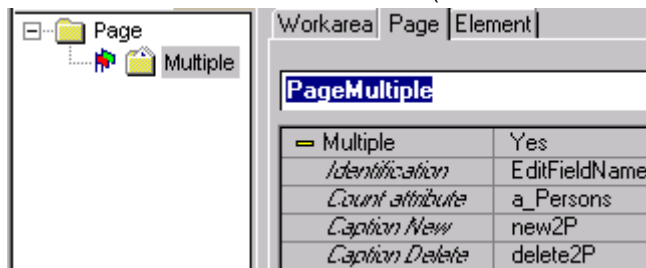 Page
Multiple
Workarea Page Element
PageMultiple
Multiple Yes
Identification EditFieldName
Count attribute a_Persons
Caption New new2P
Caption Delete delete2P